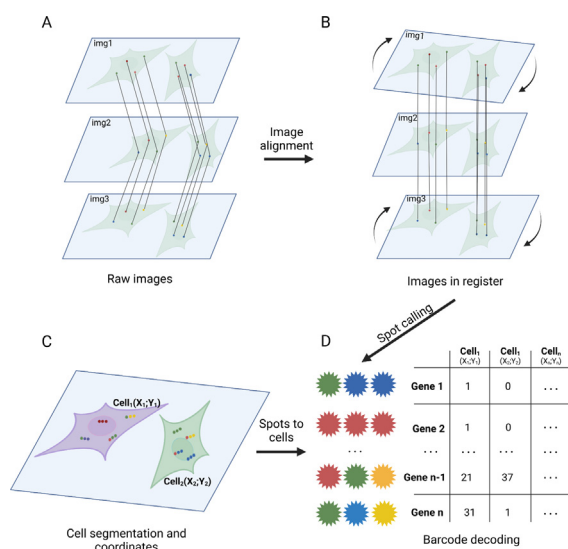 A
img1
img2
img3
Raw images
Image
alignment
B
img1
img2
img3
Images in register
Spot calling
C
Cell₁(X₁;Y₁)
Cell₂(X₂;Y₂)
Cell segmentation and
coordinates
Spots to
cells
D
Cell₁ Cell₁ Cellₙ
(X₁;Y₁) (X₂;Y₂) (Xₙ;Yₙ)
Gene 1 1 0 ...
Gene 2 1 0 ...
... ... ...
Gene n-1 21 37 ...
Gene n 31 1 ...
Barcode decoding